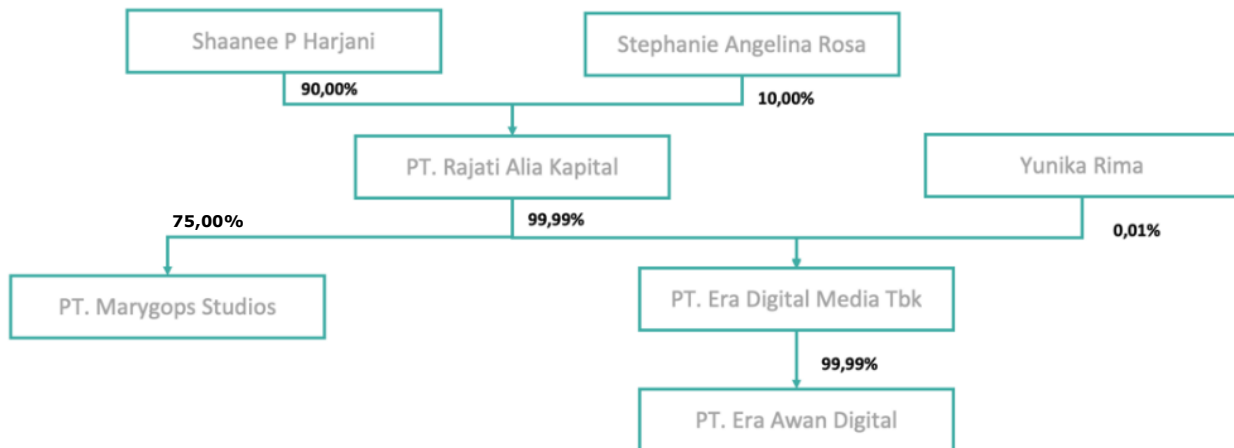 Shaanee P Harjani
Stephanie Angelina Rosa
90,00%
10,00%
PT. Rajati Alia Kapital
Yunika Rima
75,00%
99,99%
0,01%
PT. Marygops Studios
PT. Era Digital Media Tbk
99,99%
PT. Era Awan Digital